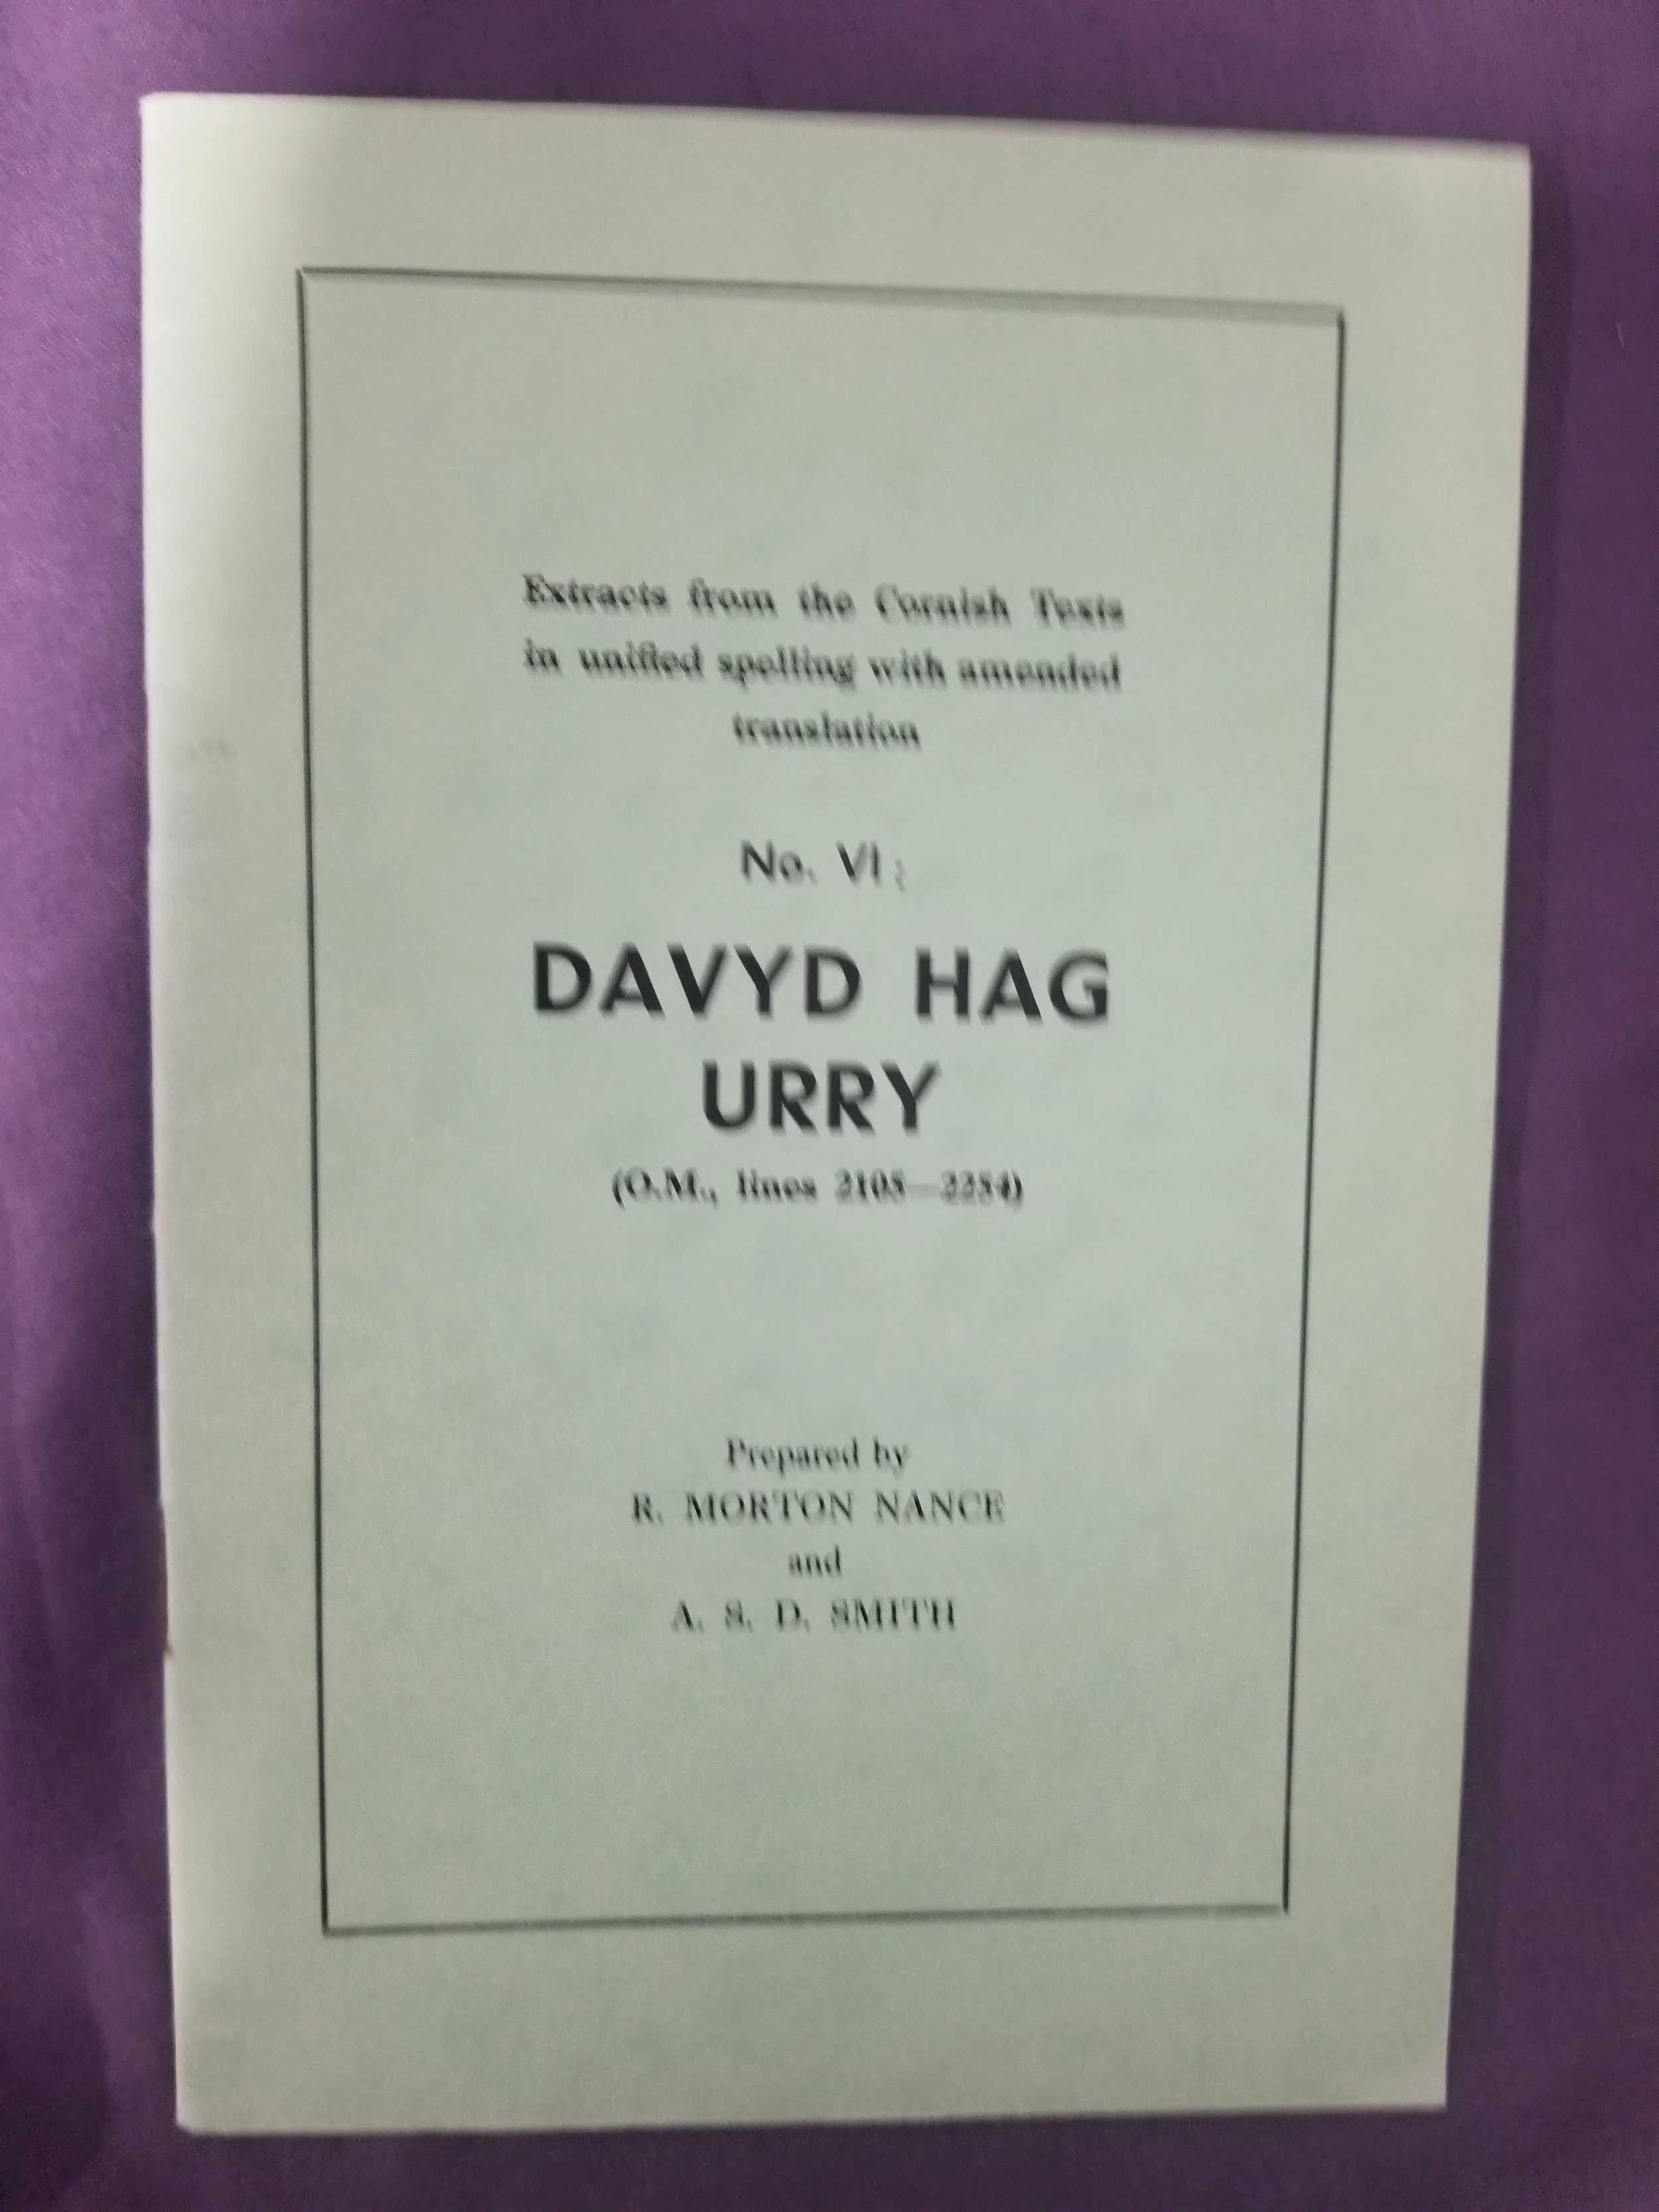 Extracts from the Cornish Texts
in unified spelling with amended
translation
No. VI:
DAVYD HAG
URRY
(O.M., lines 2105—2254)
Prepared by
R. MORTON NANCE
and
A. S. D. SMITH